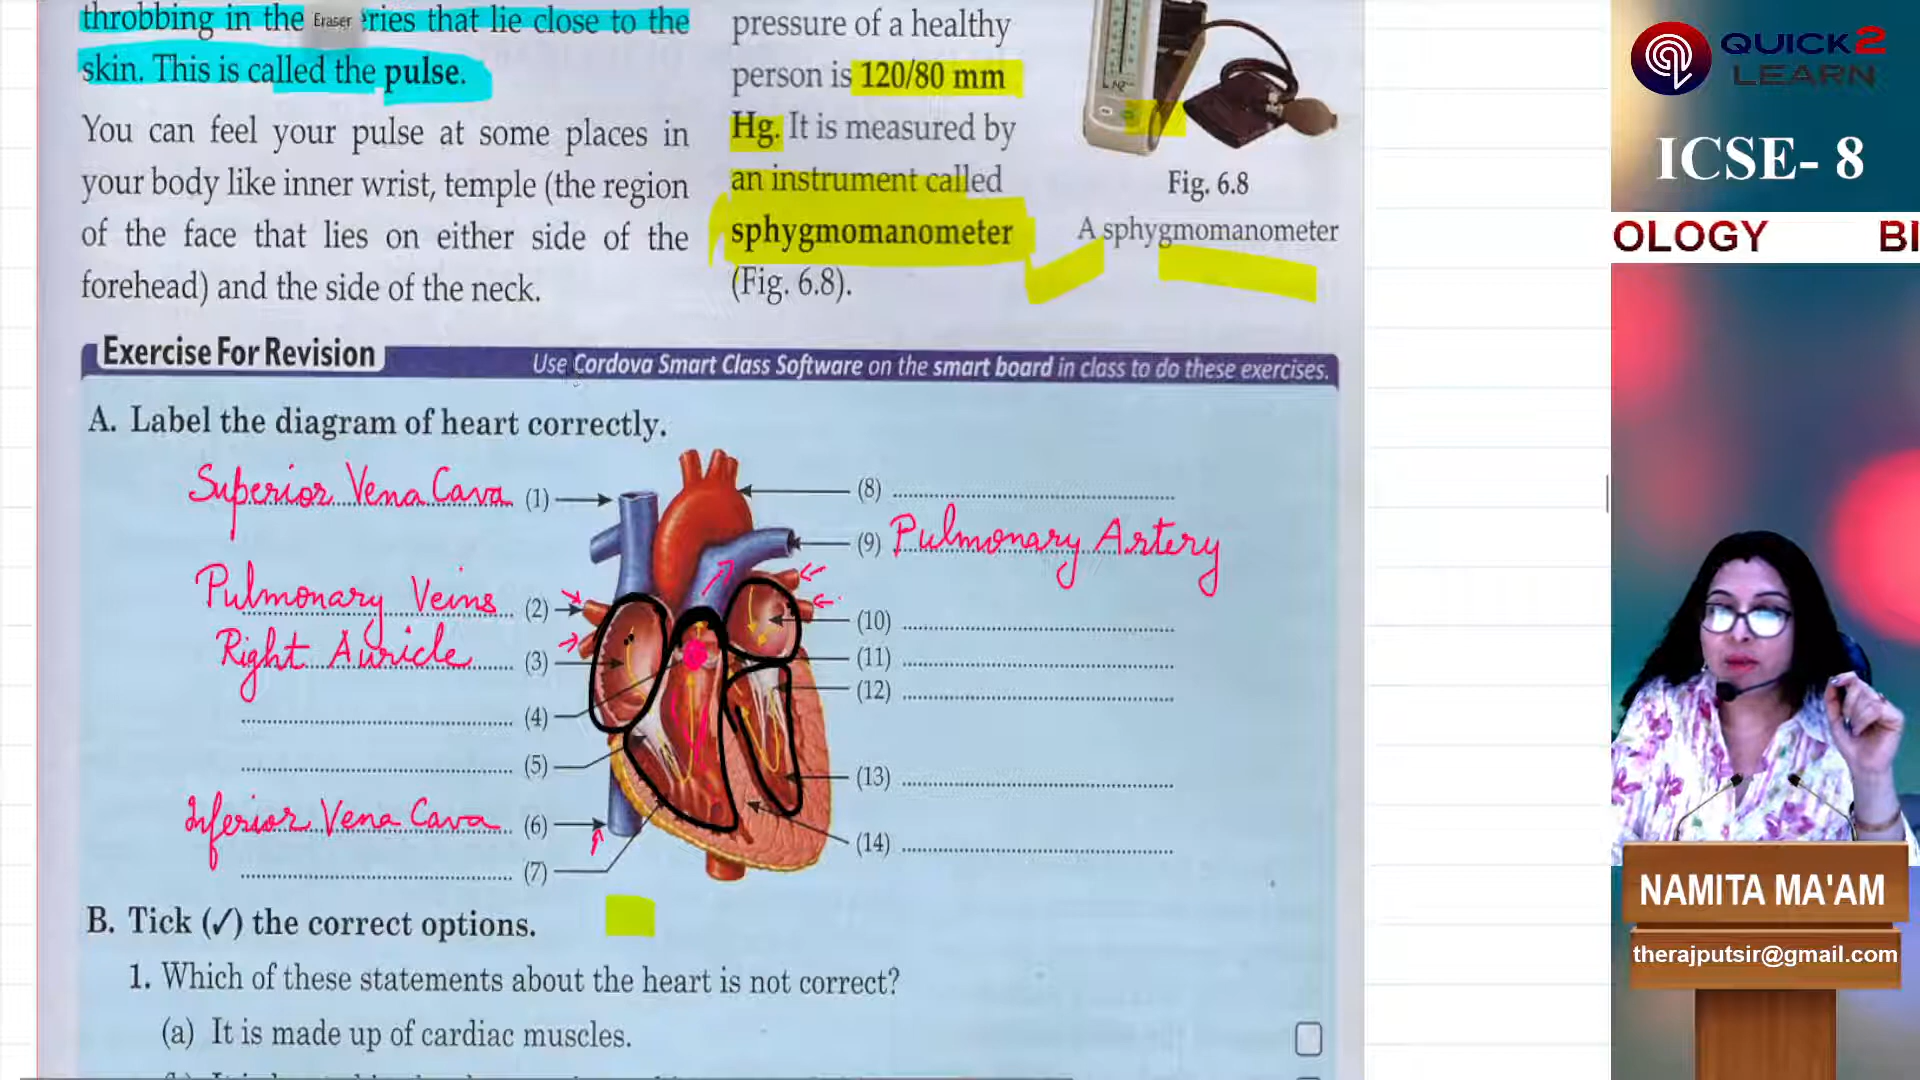 throbbing in the Eraser ries that lie close to the
skin. This is called the pulse.
You can feel your pulse at some places in
your body like inner wrist, temple (the region
of the face that lies on either side of the
forehead) and the side of the neck.
pressure of a healthy
person is 120/80 mm
Hg. It is measured by
an instrument called
sphygmomanometer
(Fig. 6.8).
Fig. 6.8
A sphygmomanometer
Exercise For Revision
Use Cordova Smart Class Software on the smart board in class to do these exercises.
A. Label the diagram of heart correctly.
Superior Vena Cava (1)
Pulmonary Veins (2)
Right Auricle (3)
(4)
(5)
Inferior Vena Cava (6)
(7)
(8)
(9) Pulmonary Artery
(10)
(11)
(12)
(13)
(14)
B. Tick (✓) the correct options.
1. Which of these statements about the heart is not correct?
(a) It is made up of cardiac muscles.
QUICK2
LEARN
ICSE- 8
OLOGY BI
NAMITA MA'AM
therajputsir@gmail.com